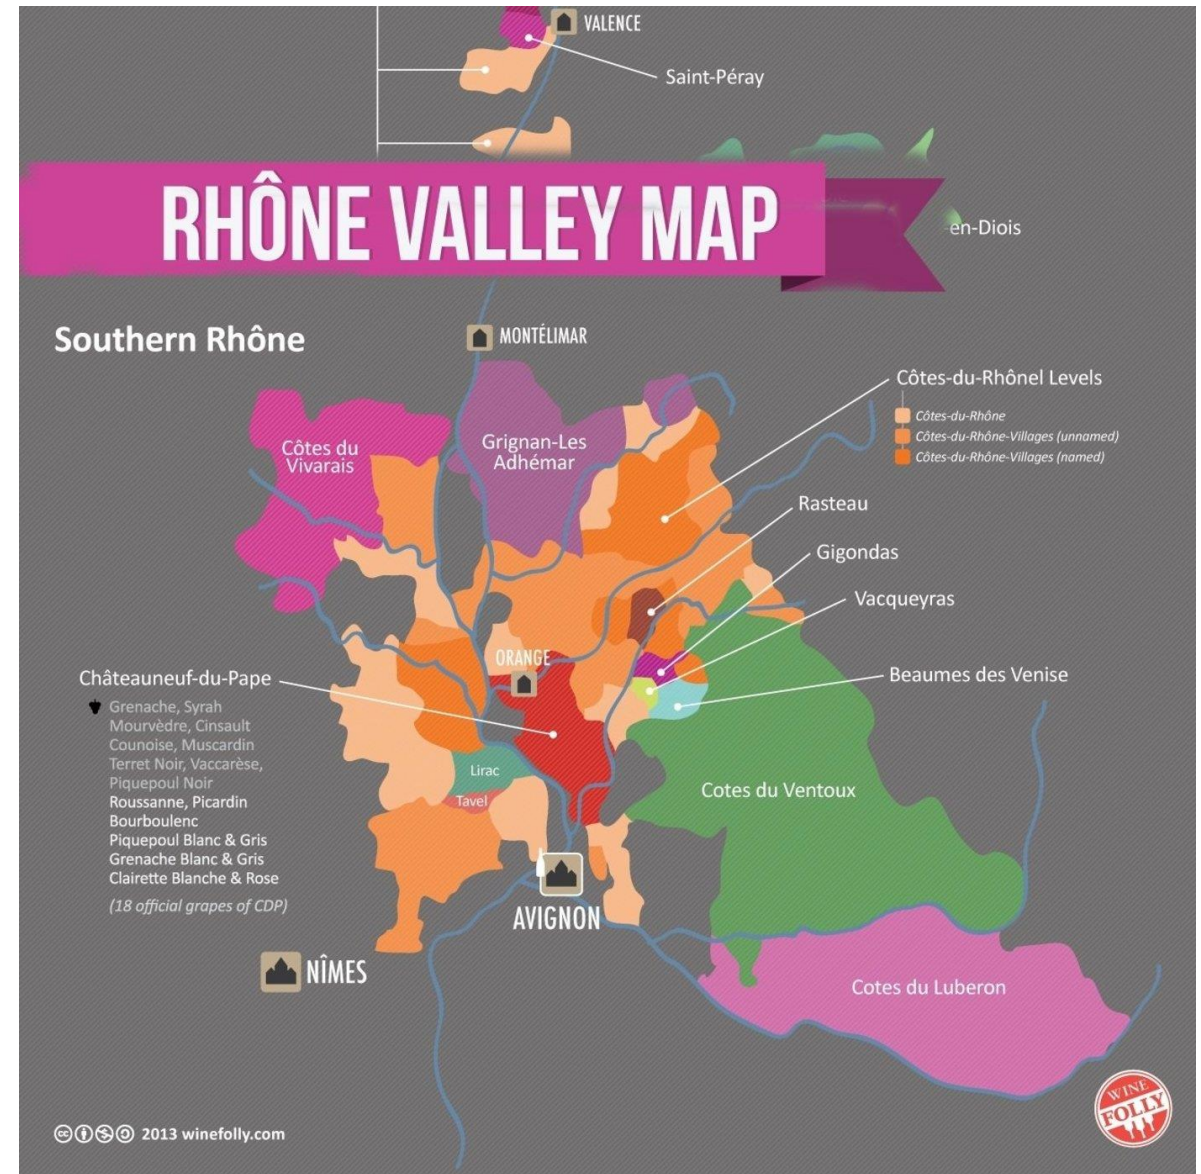 VALENCE
Saint-Péray
RHÔNE VALLEY MAP
en-Diois
Southern Rhône
MONTÉLIMAR
Côtes-du-Rhônel Levels
Côtes-du-Rhône
Côtes-du-Rhône-Villages (unnamed)
Côtes-du-Rhône-Villages (named)
Côtes du
Vivarais
Grignan-Les
Adhémar
Rasteau
Gigondas
Vacqueyras
ORANGE
Beaumes des Venise
Châteauneuf-du-Pape
Grenache, Syrah
Mourvèdre, Cinsault
Counoise, Muscardin
Terret Noir, Vaccarèse,
Piquepoul Noir
Roussanne, Picardin
Bourboulenc
Piquepoul Blanc & Gris
Grenache Blanc & Gris
Clairette Blanche & Rose
(18 official grapes of CDP)
Lirac
Tavel
Cotes du Ventoux
AVIGNON
NÎMES
Cotes du Luberon
cc 2013 winefolly.com
WINE
FOLLY